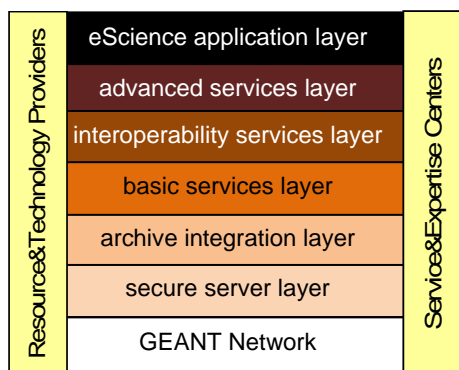 Resource&Technology Providers
eScience application layer
advanced services layer
interoperability services layer
basic services layer
archive integration layer
secure server layer
GEANT Network
Service&Expertise Centers